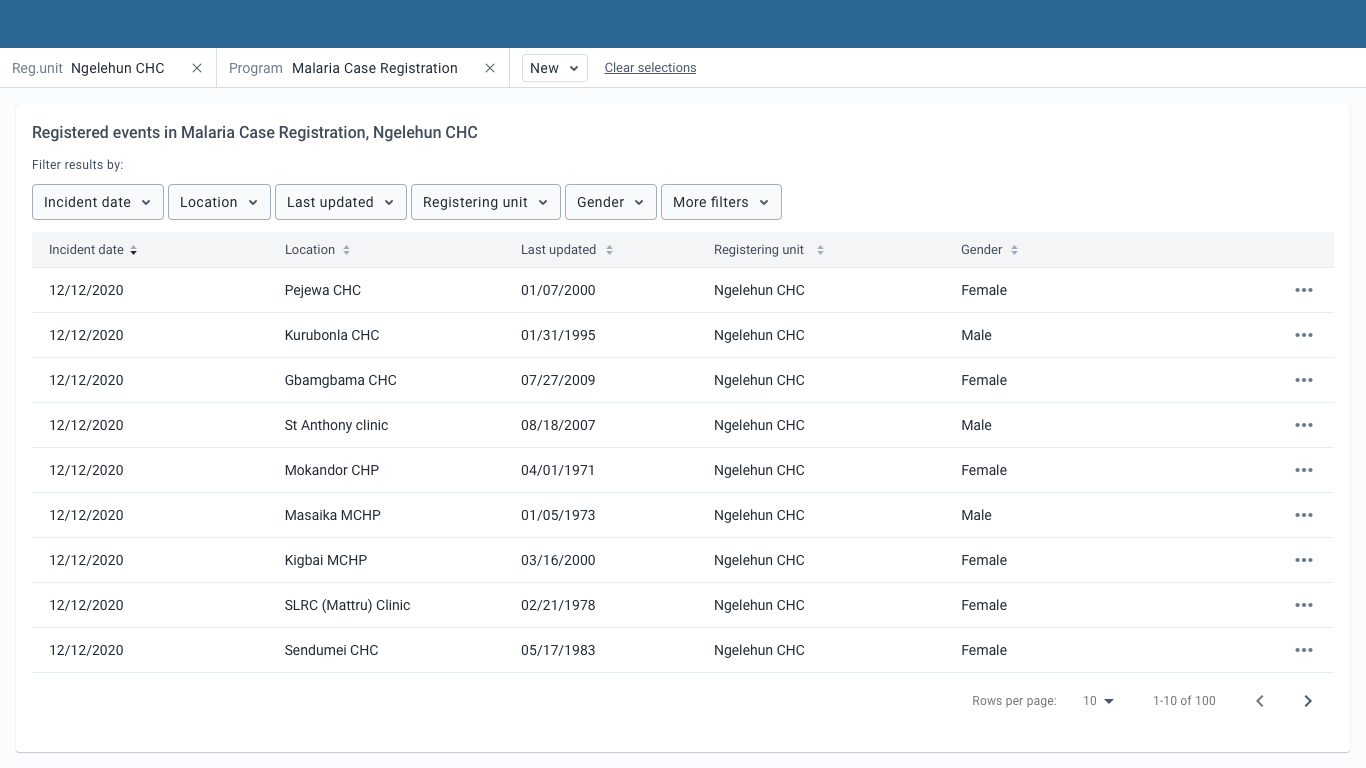 Reg.unit Ngelehun CHC Program Malaria Case Registration New Clear selections
Registered events in Malaria Case Registration, Ngelehun CHC
Filter results by:
Incident date Location Last updated Registering unit Gender More filters
Incident date Location Last updated Registering unit Gender
12/12/2020 Pejewa CHC 01/07/2000 Ngelehun CHC Female
12/12/2020 Kurubonla CHC 01/31/1995 Ngelehun CHC Male
12/12/2020 Gbamgbama CHC 07/27/2009 Ngelehun CHC Female
12/12/2020 St Anthony clinic 08/18/2007 Ngelehun CHC Male
12/12/2020 Mokandor CHP 04/01/1971 Ngelehun CHC Female
12/12/2020 Masaika MCHP 01/05/1973 Ngelehun CHC Male
12/12/2020 Kigbai MCHP 03/16/2000 Ngelehun CHC Female
12/12/2020 SLRC (Mattru) Clinic 02/21/1978 Ngelehun CHC Female
12/12/2020 Sendumei CHC 05/17/1983 Ngelehun CHC Female
Rows per page: 10 1-10 of 100